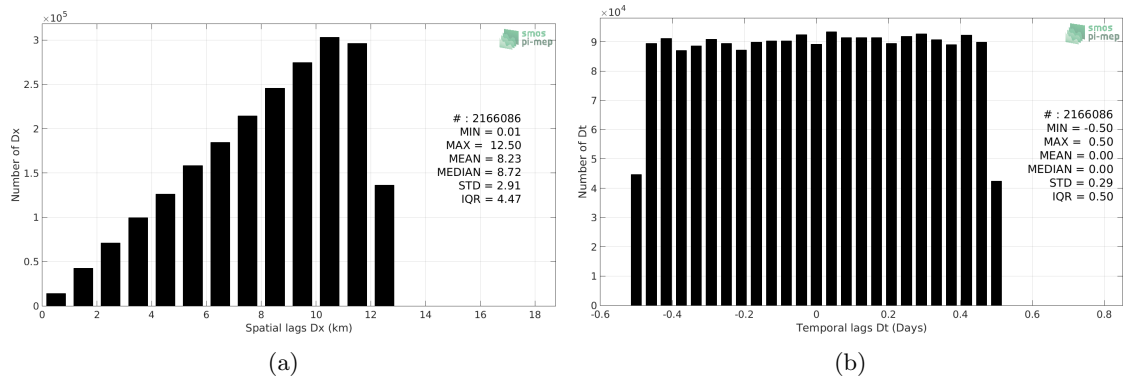 ×10⁵
3
2.5
2
1.5
1
0.5
0
0 2 4 6 8 10 12 14 16 18
Number of Dx
Spatial lags Dx (km)
smos
pi-mep
# : 2166086
MIN = 0.01
MAX = 12.50
MEAN = 8.23
MEDIAN = 8.72
STD = 2.91
IQR = 4.47
(a)
×10⁴
9
8
7
6
5
4
3
2
1
0
-0.6 -0.4 -0.2 0 0.2 0.4 0.6 0.8
Number of Dt
Temporal lags Dt (Days)
smos
pi-mep
# : 2166086
MIN = -0.50
MAX = 0.50
MEAN = 0.00
MEDIAN = 0.00
STD = 0.29
IQR = 0.50
(b)